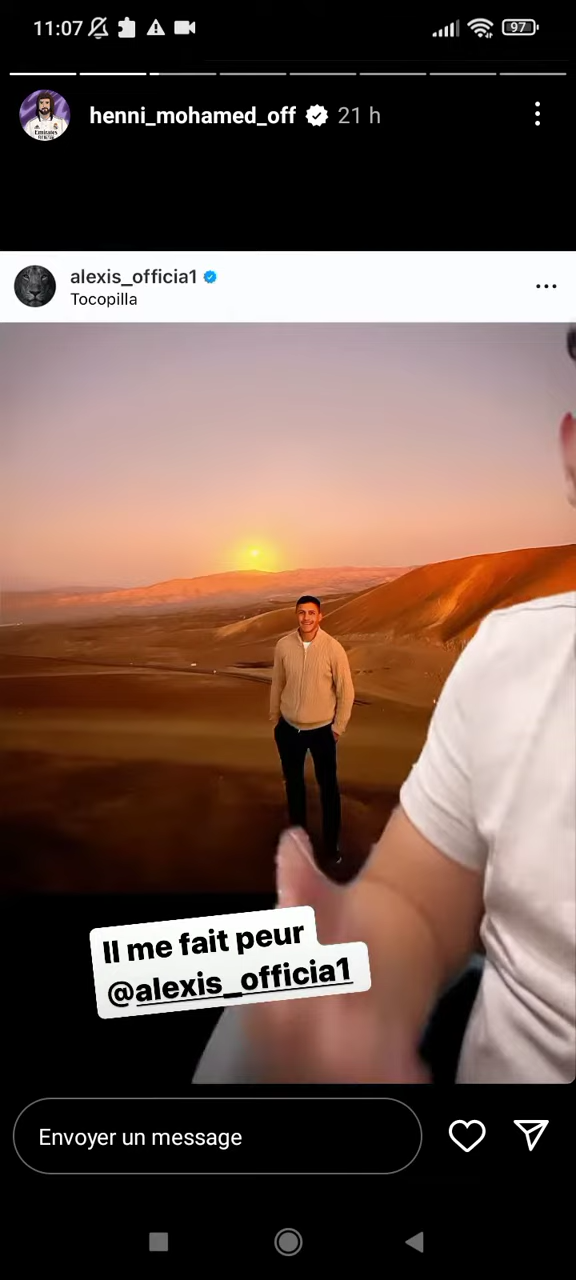 11:07
97
henni_mohamed_off 21 h
alexis_officia1
Tocopilla
Il me fait peur
@alexis_officia1
Envoyer un message